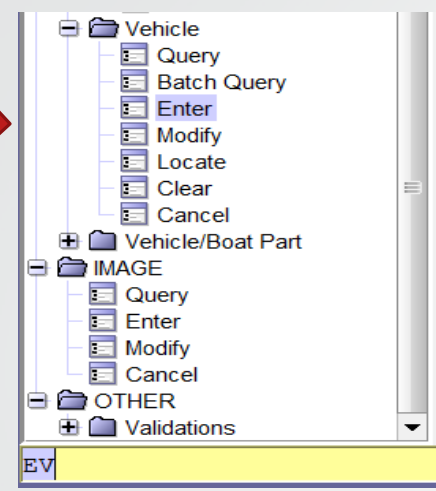 Vehicle
Query
Batch Query
Enter
Modify
Locate
Clear
Cancel
Vehicle/Boat Part
IMAGE
Query
Enter
Modify
Cancel
OTHER
Validations
EV